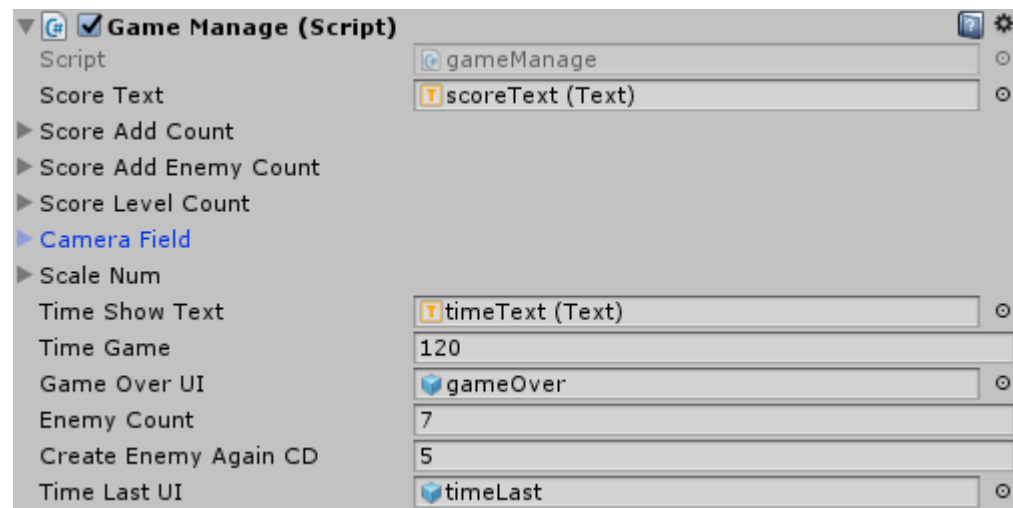 Game Manage (Script)
Script gameManage
Score Text scoreText (Text)
Score Add Count
Score Add Enemy Count
Score Level Count
Camera Field
Scale Num
Time Show Text timeText (Text)
Time Game 120
Game Over UI gameOver
Enemy Count 7
Create Enemy Again CD 5
Time Last UI timeLast